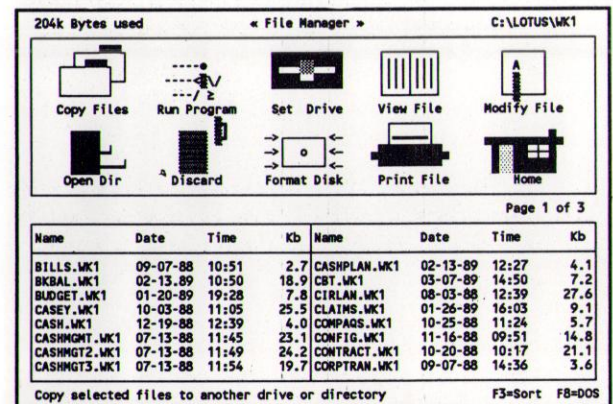 204k Bytes used « File Manager » C:\LOTUS\WK1
Copy Files Run Program Set Drive View File Modify File
A
Open Dir Discard Format Disk Print File Home
Page 1 of 3
Name Date Time Kb Name Date Time Kb
BILLS.WK1 09-07-88 10:51 2.7 CASHPLAN.WK1 02-13-89 12:27 4.1
BKBAL.WK1 02-13.89 10:50 18.9 CBT.WK1 03-07-89 14:50 7.2
BUDGET.WK1 01-20-89 19:28 7.8 CIRLAN.WK1 08-03-88 12:39 27.6
CASEY.WK1 10-03-88 11:05 25.5 CLAIMS.WK1 01-26-89 16:03 9.1
CASH.WK1 12-19-88 12:39 4.0 COMPAQS.WK1 10-25-88 11:24 5.7
CASHMGMT.WK1 07-13-88 11:45 23.1 CONFIG.WK1 11-16-88 09:51 14.8
CASHMGT2.WK1 07-13-88 11:49 24.2 CONTRACT.WK1 10-20-88 10:17 21.1
CASHMGT3.WK1 07-13-88 11:54 19.7 CORPTRAN.WK1 09-07-88 14:36 3.6
Copy selected files to another drive or directory F3=Sort F8=DOS